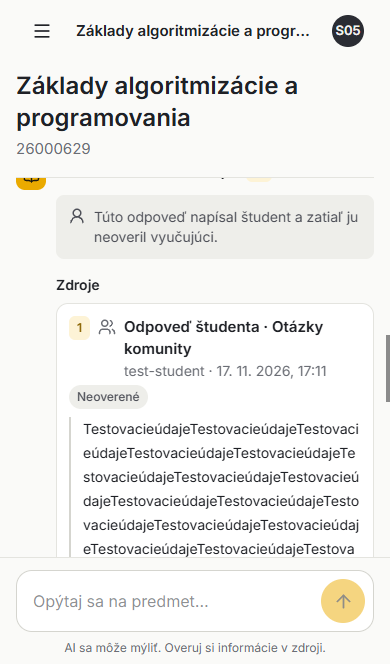 Základy algoritmizácie a progr...
S05
Základy algoritmizácie a
programovania
26000629
Túto odpoveď napísal študent a zatiaľ ju
neoveril vyučujúci.
Zdroje
1
Odpoveď študenta · Otázky
komunity
test-student · 17. 11. 2026, 17:11
Neoverené
TestovacieúdajeTestovacieúdajeTestovaci
eúdajeTestovacieúdajeTestovacieúdajeTe
stovacieúdajeTestovacieúdajeTestovacieú
dajeTestovacieúdajeTestovacieúdajeTesto
vacieúdajeTestovacieúdajeTestovacieúdaj
eTestovacieúdajeTestovacieúdajeTestova
Opýtaj sa na predmet...
AI sa môže mýliť. Overuj si informácie v zdroji.